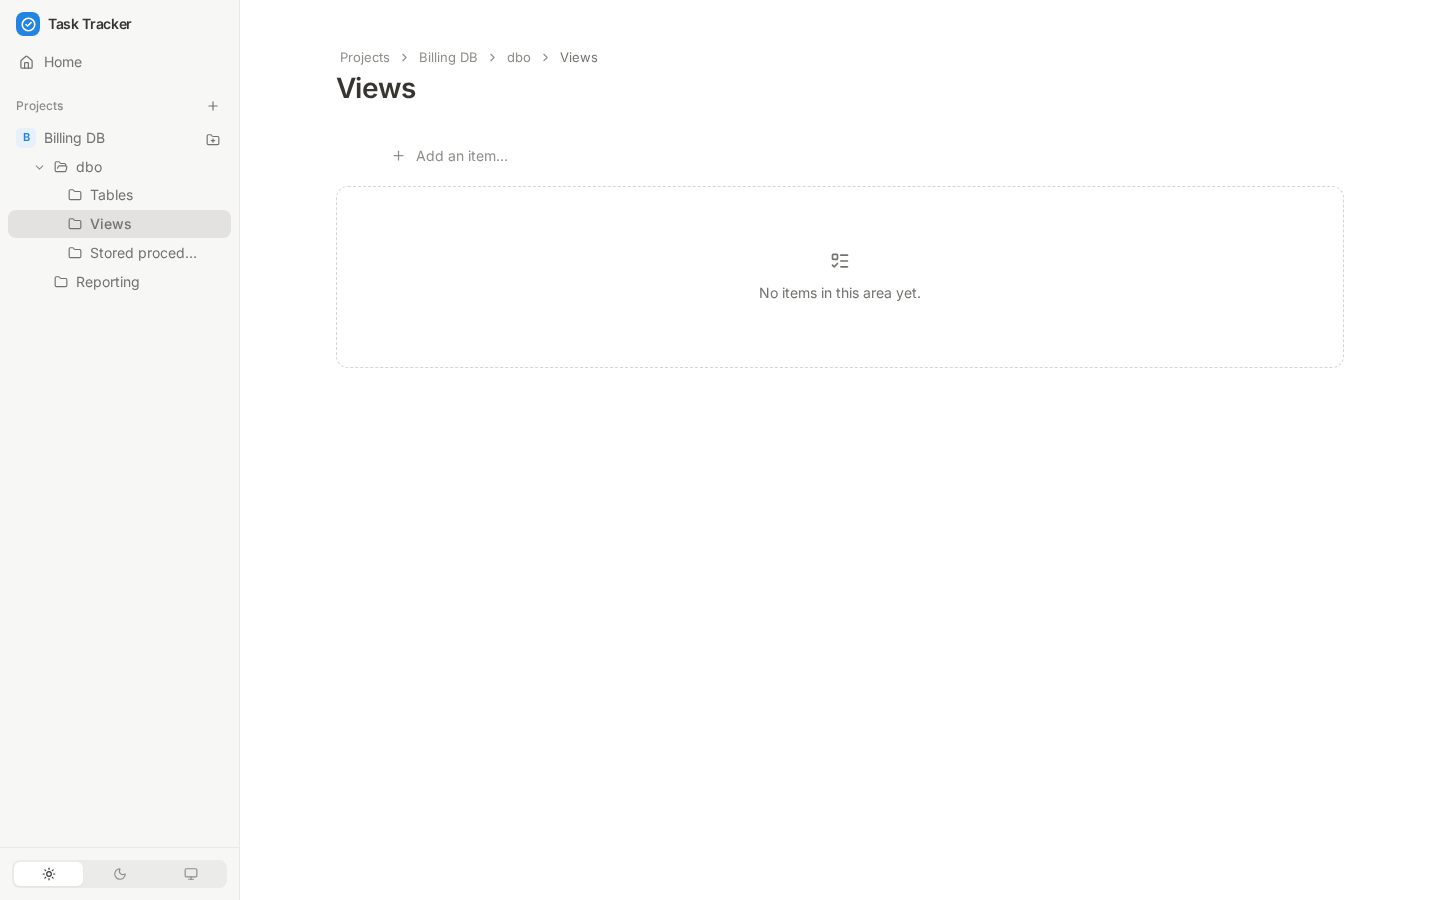 Task Tracker
Home
Projects
B Billing DB
dbo
Tables
Views
Stored proced...
Reporting
Projects > Billing DB > dbo > Views
Views
+ Add an item...
No items in this area yet.